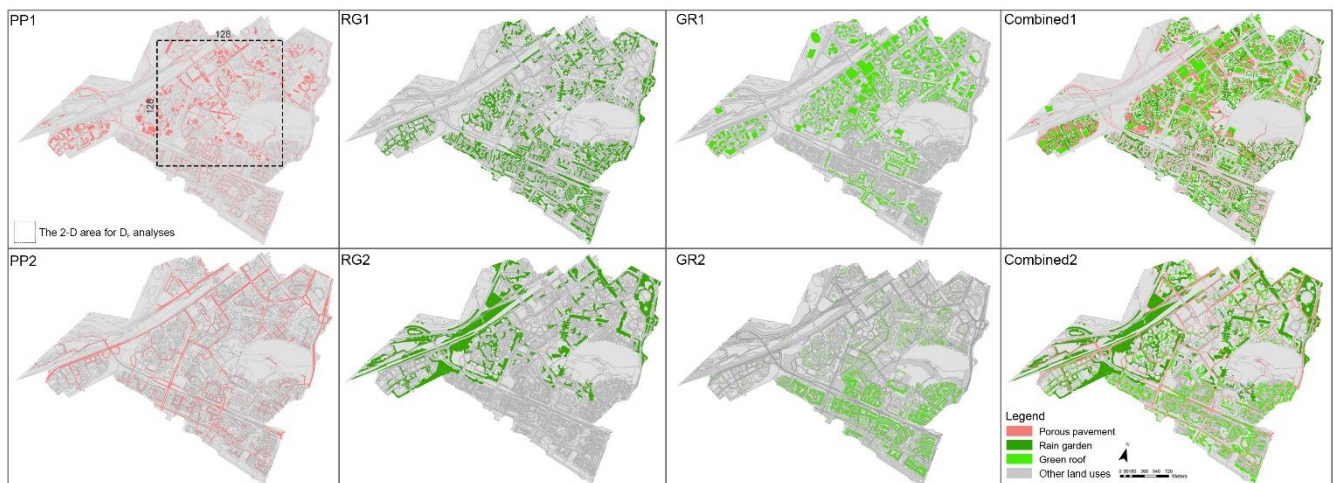 PP1
128
128
The 2-D area for Df analyses
RG1
GR1
Combined1
PP2
RG2
GR2
Combined2
Legend
Porous pavement
Rain garden
Green roof
Other land uses
N
Meters